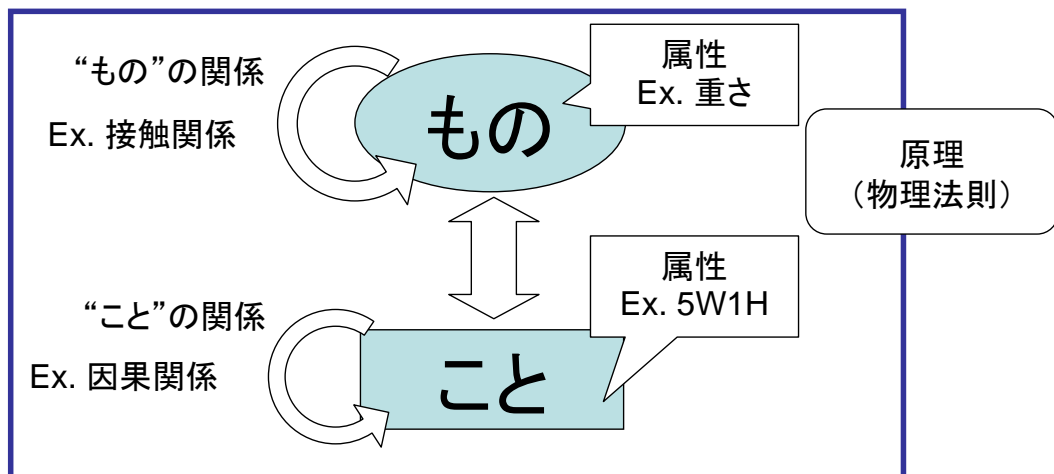 “もの”の関係
Ex. 接触関係
もの
属性
Ex. 重さ
原理
（物理法則）
“こと”の関係
Ex. 因果関係
こと
属性
Ex. 5W1H